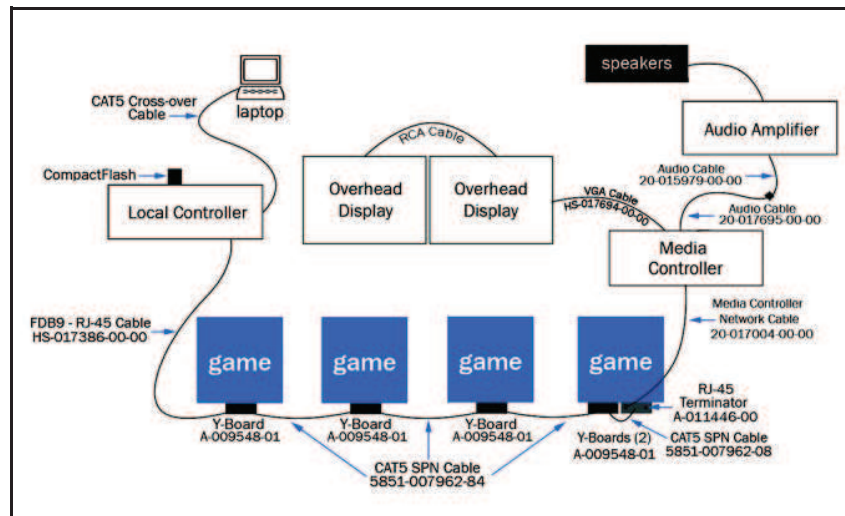 speakers
CAT5 Cross-over
Cable
laptop
RCA Cable
Audio Amplifier
CompactFlash
Audio Cable
20-015979-00-00
Local Controller
Overhead
Display
Overhead
Display
VGA Cable
HS-017694-00-00
Audio Cable
20-017695-00-00
Media
Controller
FDB9 - RJ-45 Cable
HS-017386-00-00
Media Controller
Network Cable
20-017004-00-00
game
game
game
game
RJ-45
Terminator
A-011446-00
Y-Board
A-009548-01
Y-Board
A-009548-01
Y-Board
A-009548-01
Y-Boards (2)
A-009548-01
CAT5 SPN Cable
5851-007962-08
CAT5 SPN Cable
5851-007962-84